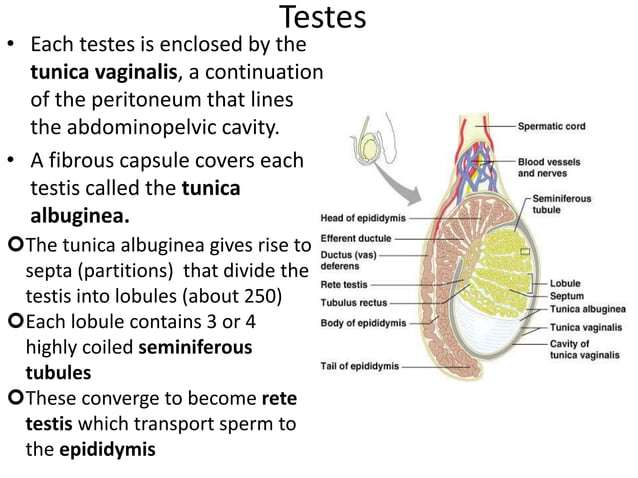 Testes
• Each testes is enclosed by the
tunica vaginalis, a continuation
of the peritoneum that lines
the abdominopelvic cavity.
• A fibrous capsule covers each
testis called the tunica
albuginea.
The tunica albuginea gives rise to
septa (partitions) that divide the
testis into lobules (about 250)
Each lobule contains 3 or 4
highly coiled seminiferous
tubules
These converge to become rete
testis which transport sperm to
the epididymis
Spermatic cord
Blood vessels
and nerves
Seminiferous
tubule
Head of epididymis
Efferent ductule
Ductus (vas)
deferens
Rete testis
Tubulus rectus
Body of epididymis
Tail of epididymis
Lobule
Septum
Tunica albuginea
Tunica vaginalis
Cavity of
tunica vaginalis